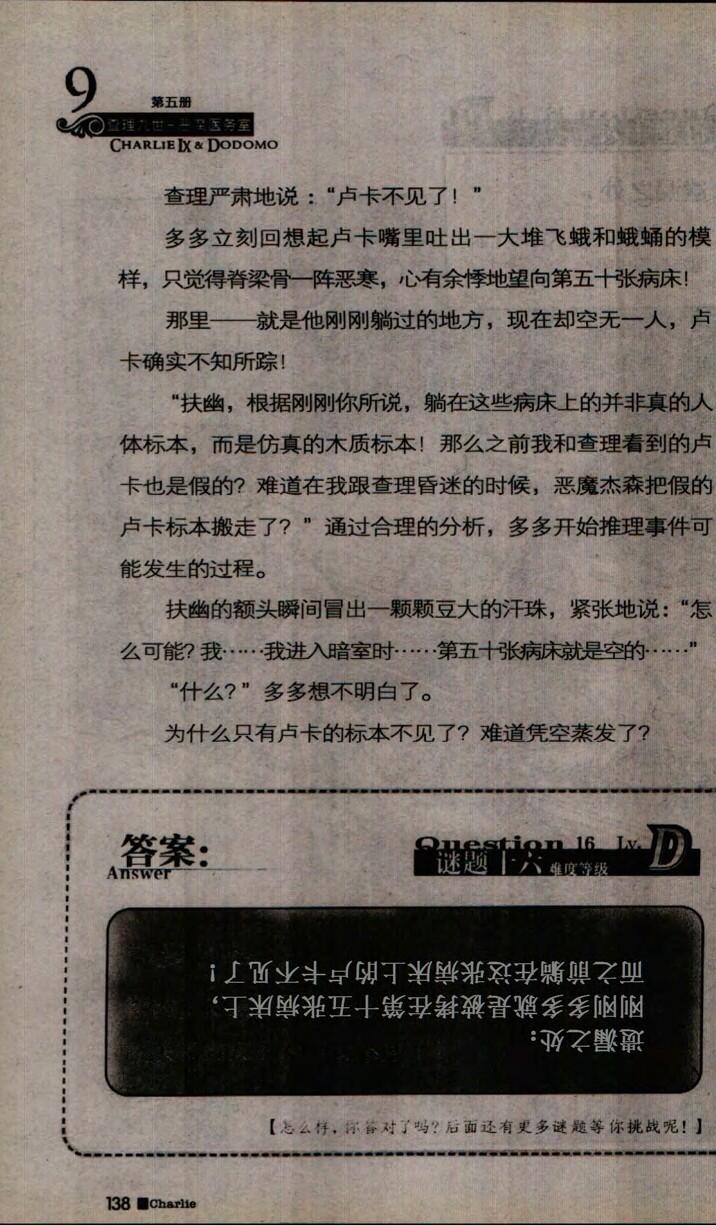 9
第五册
查理九世
医务室
CHARLIE IX & DODOMO
查理严肃地说：“卢卡不见了！”
多多立刻回想起卢卡嘴里吐出一大堆飞蛾和蛾蛹的模
样，只觉得脊梁骨一阵恶寒，心有余悸地望向第五十张病床！
那里——就是他刚刚躺过的地方，现在却空无一人，卢
卡确实不知所踪！
“扶幽，根据刚刚你所说，躺在这些病床上的并非真的人
体标本，而是仿真的木质标本！那么之前我和查理看到的卢
卡也是假的？难道在我跟查理昏迷的时候，恶魔杰森把假的
卢卡标本搬走了？”通过合理的分析，多多开始推理事件可
能发生的过程。
扶幽的额头瞬间冒出一颗颗豆大的汗珠，紧张地说：“怎
么可能？我……我进入暗室时……第五十张病床就是空的……”
“什么？”多多想不明白了。
为什么只有卢卡的标本不见了？难道凭空蒸发了？
答案：
Answer
Question 16 Lv. D
谜题十六 难度等级
遗漏之处：
刚刚多多就是被拷在第五十张病床上，
而之前躺在这张病床上的卢卡不见了！
【怎么样，你答对了吗？后面还有更多谜题等你挑战呢！】
138 ■Charlie